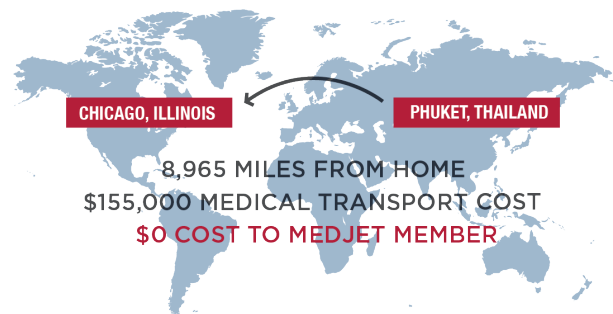 CHICAGO, ILLINOIS
PHUKET, THAILAND
8,965 MILES FROM HOME
$155,000 MEDICAL TRANSPORT COST
$0 COST TO MEDJET MEMBER